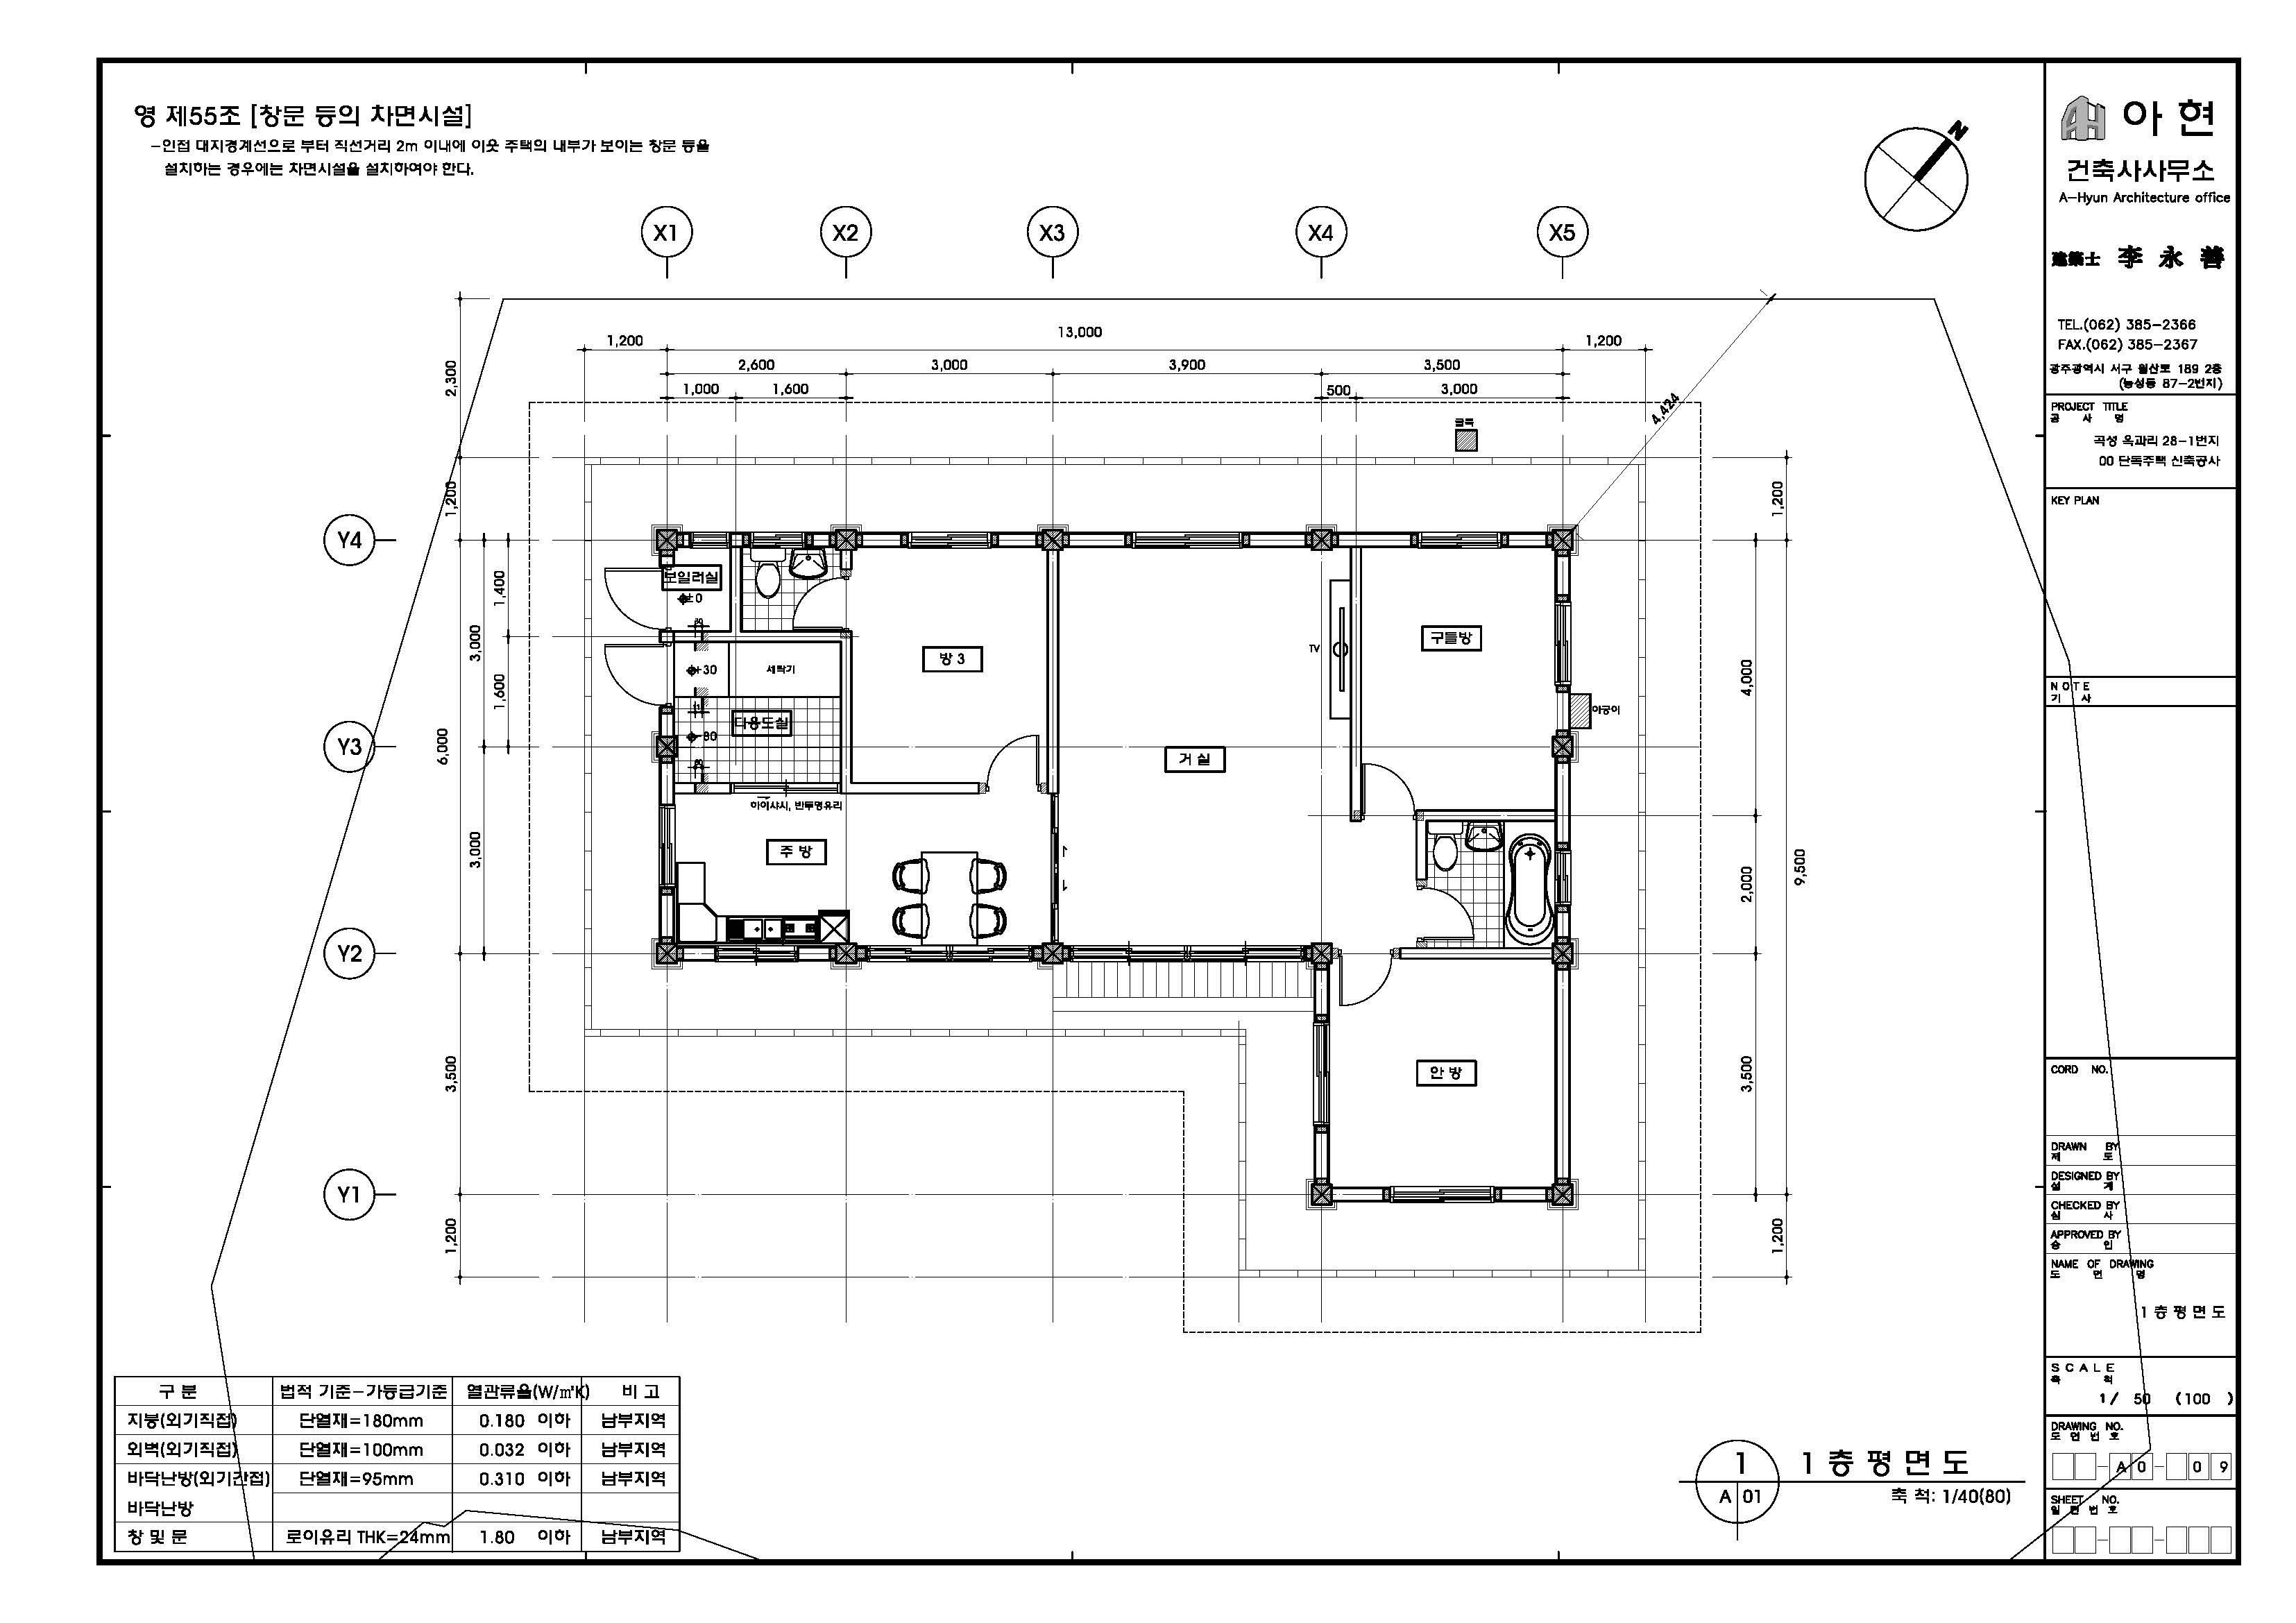 영 제55조 [창문 등의 차면시설]
-인접 대지경계선으로 부터 직선거리 2m 이내에 이웃 주택의 내부가 보이는 창문 등을
설치하는 경우에는 차면시설을 설치하여야 한다.
N
X1 X2 X3 X4 X5
13,000
1,200 1,200
2,600 3,000 3,900 3,500
1,000 1,600 500 3,000
4,424
2,300
1,200
1,400
3,000
1,600
6,000
3,000
3,500
1,200
Y4
Y3
Y2
Y1
1,200
4,000
9,500
2,000
3,500
1,200
굴뚝
보일러실
±0
방 3
구들방
TV
+30
세탁기
다용도실
-80
아궁이
거 실
아이샤시, 반투명유리
주 방
안 방
구 분 법적 기준-가등급기준 열관류율(W/㎡K) 비 고
지붕(외기직접) 단열재=180mm 0.180 이하 남부지역
외벽(외기직접) 단열재=100mm 0.032 이하 남부지역
바닥난방(외기간접) 단열재=95mm 0.310 이하 남부지역
바닥난방
창 및 문 로이유리 THK=24mm 1.80 이하 남부지역
1
A 01
1 층 평 면 도
축 척: 1/40(80)
AH 아 현
건축사사무소
A-Hyun Architecture office
建築士 李 永 善
TEL.(062) 385-2366
FAX.(062) 385-2367
광주광역시 서구 월산로 189 2층
(농성동 87-2번지)
PROJECT TITLE
공 사 명
곡성 옥과리 28-1번지
00 단독주택 신축공사
KEY PLAN
N O T E
기 사
CORD NO.
DRAWN BY
제 도
DESIGNED BY
설 계
CHECKED BY
심 사
APPROVED BY
승 인
NAME OF DRAWING
도 면 명
1 층 평 면 도
S C A L E
축 척
1/ 50 (100 )
DRAWING NO.
도 면 번 호
- A 0 - 0 9
SHEET NO.
일 련 번 호